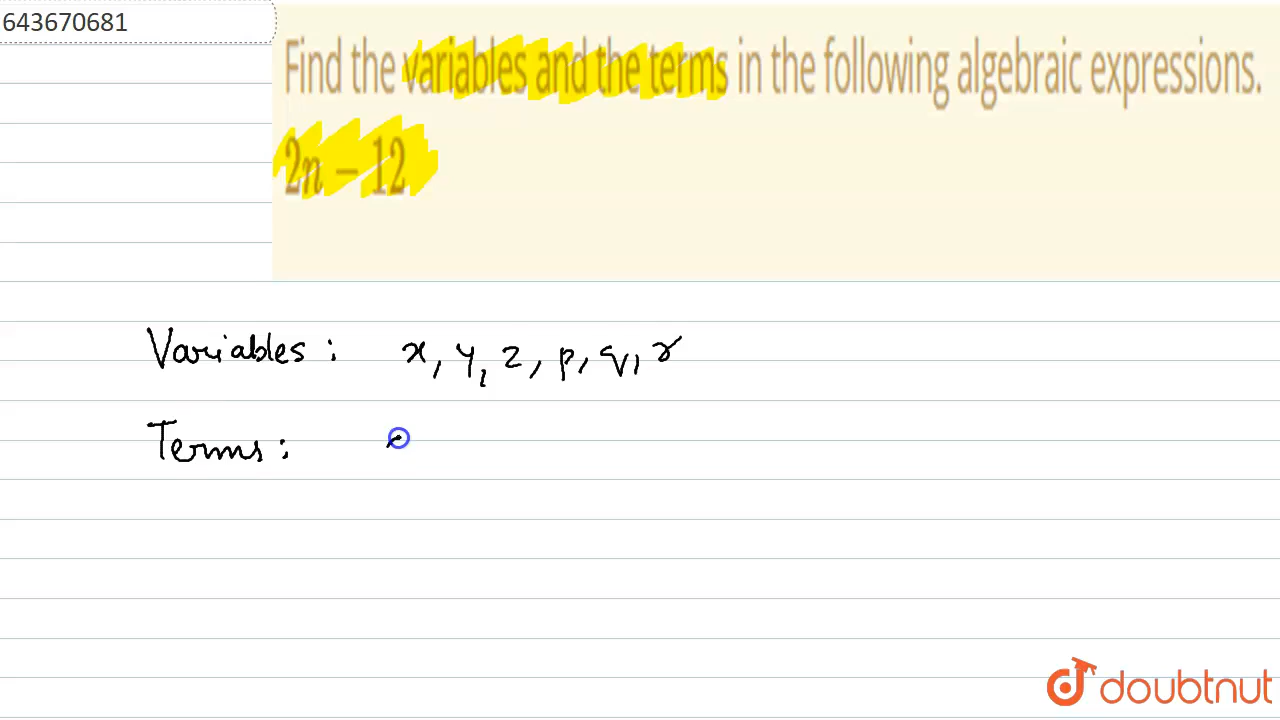 643670681
Find the variables and the terms in the following algebraic expressions.
2n − 12
Variables : x, y, z, p, q, r
Terms :
doubtnut